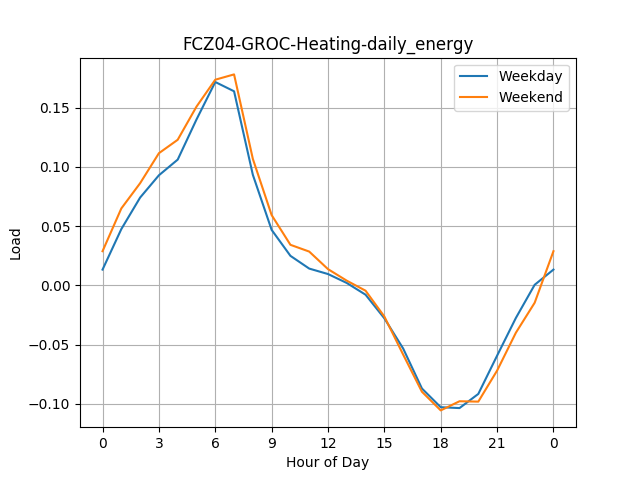 FCZ04-GROC-Heating-daily_energy
Weekday
Weekend
Load
0.15
0.10
0.05
0.00
−0.05
−0.10
0 3 6 9 12 15 18 21 0
Hour of Day